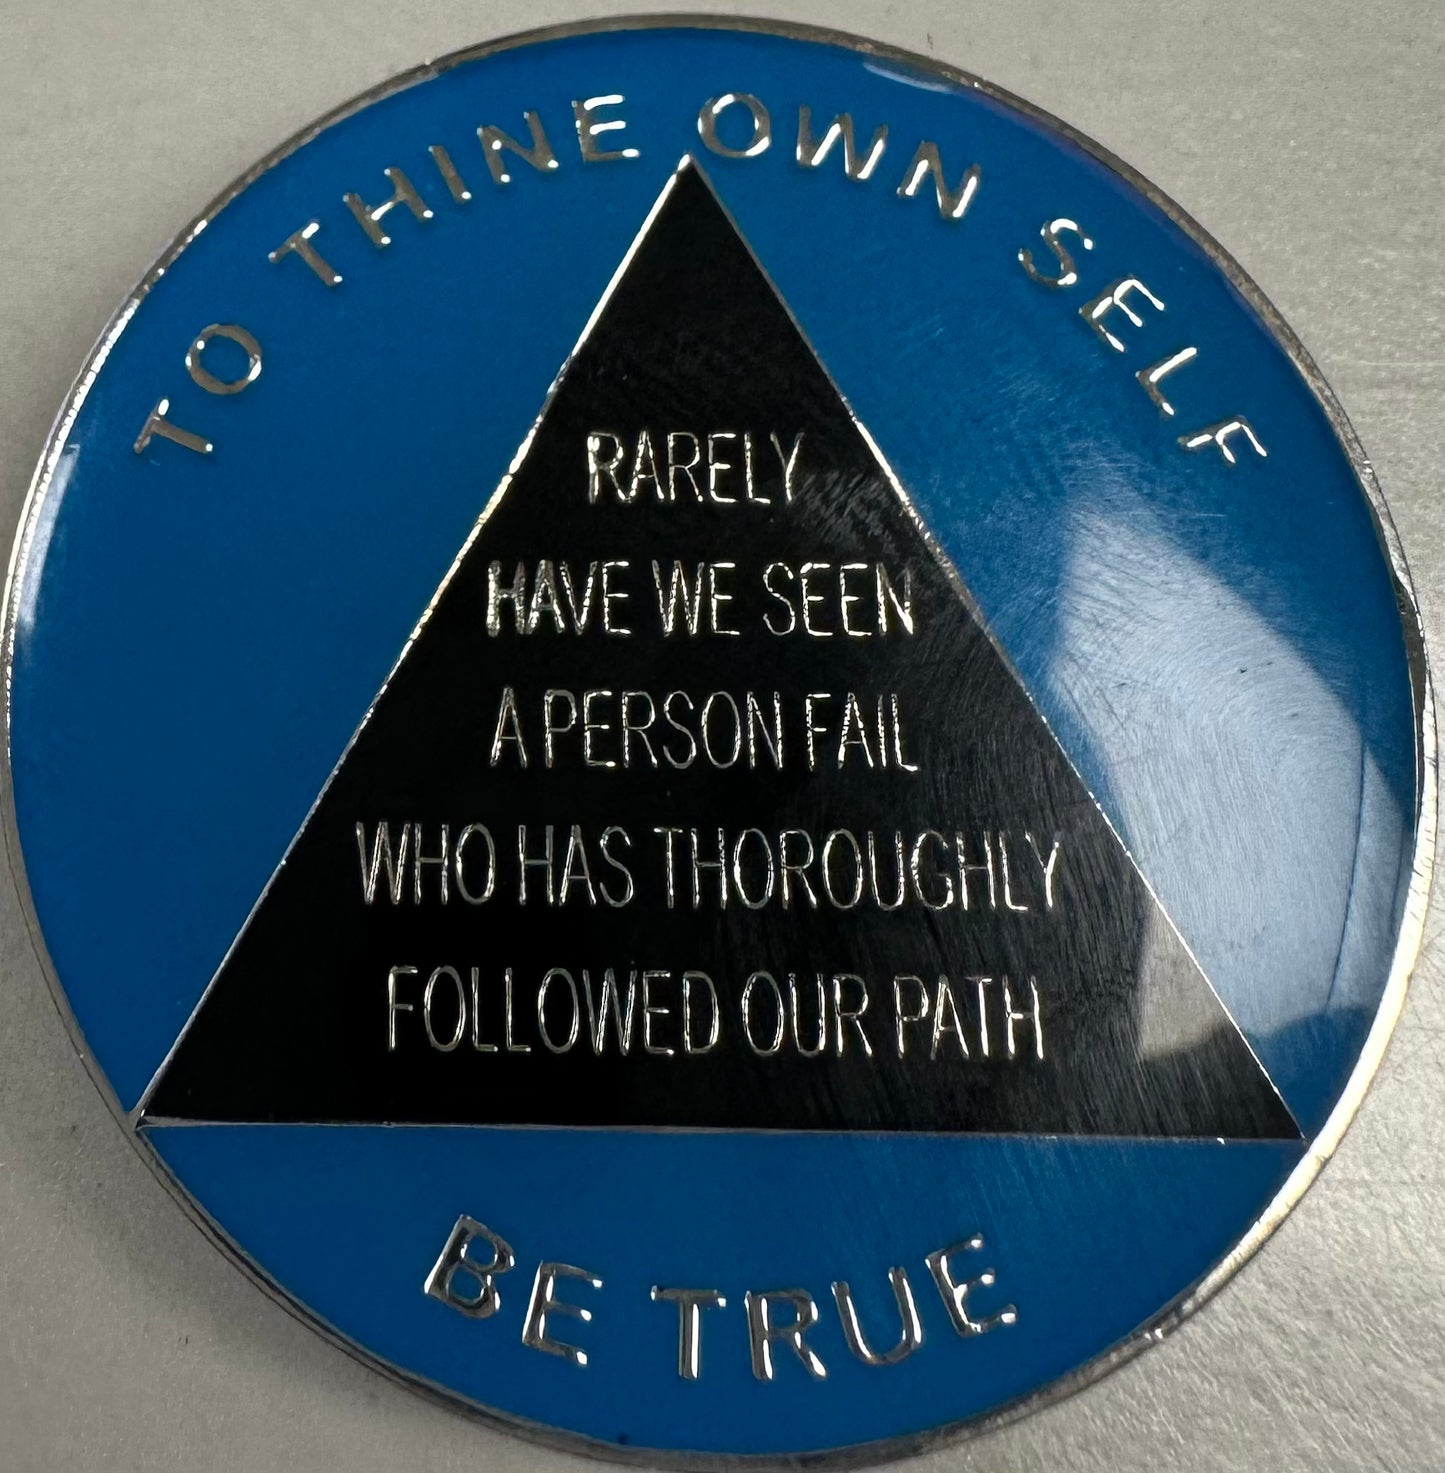 TO THINE OWN SELF
RARELY
HAVE WE SEEN
A PERSON FAIL
WHO HAS THOROUGHLY
FOLLOWED OUR PATH
BE TRUE